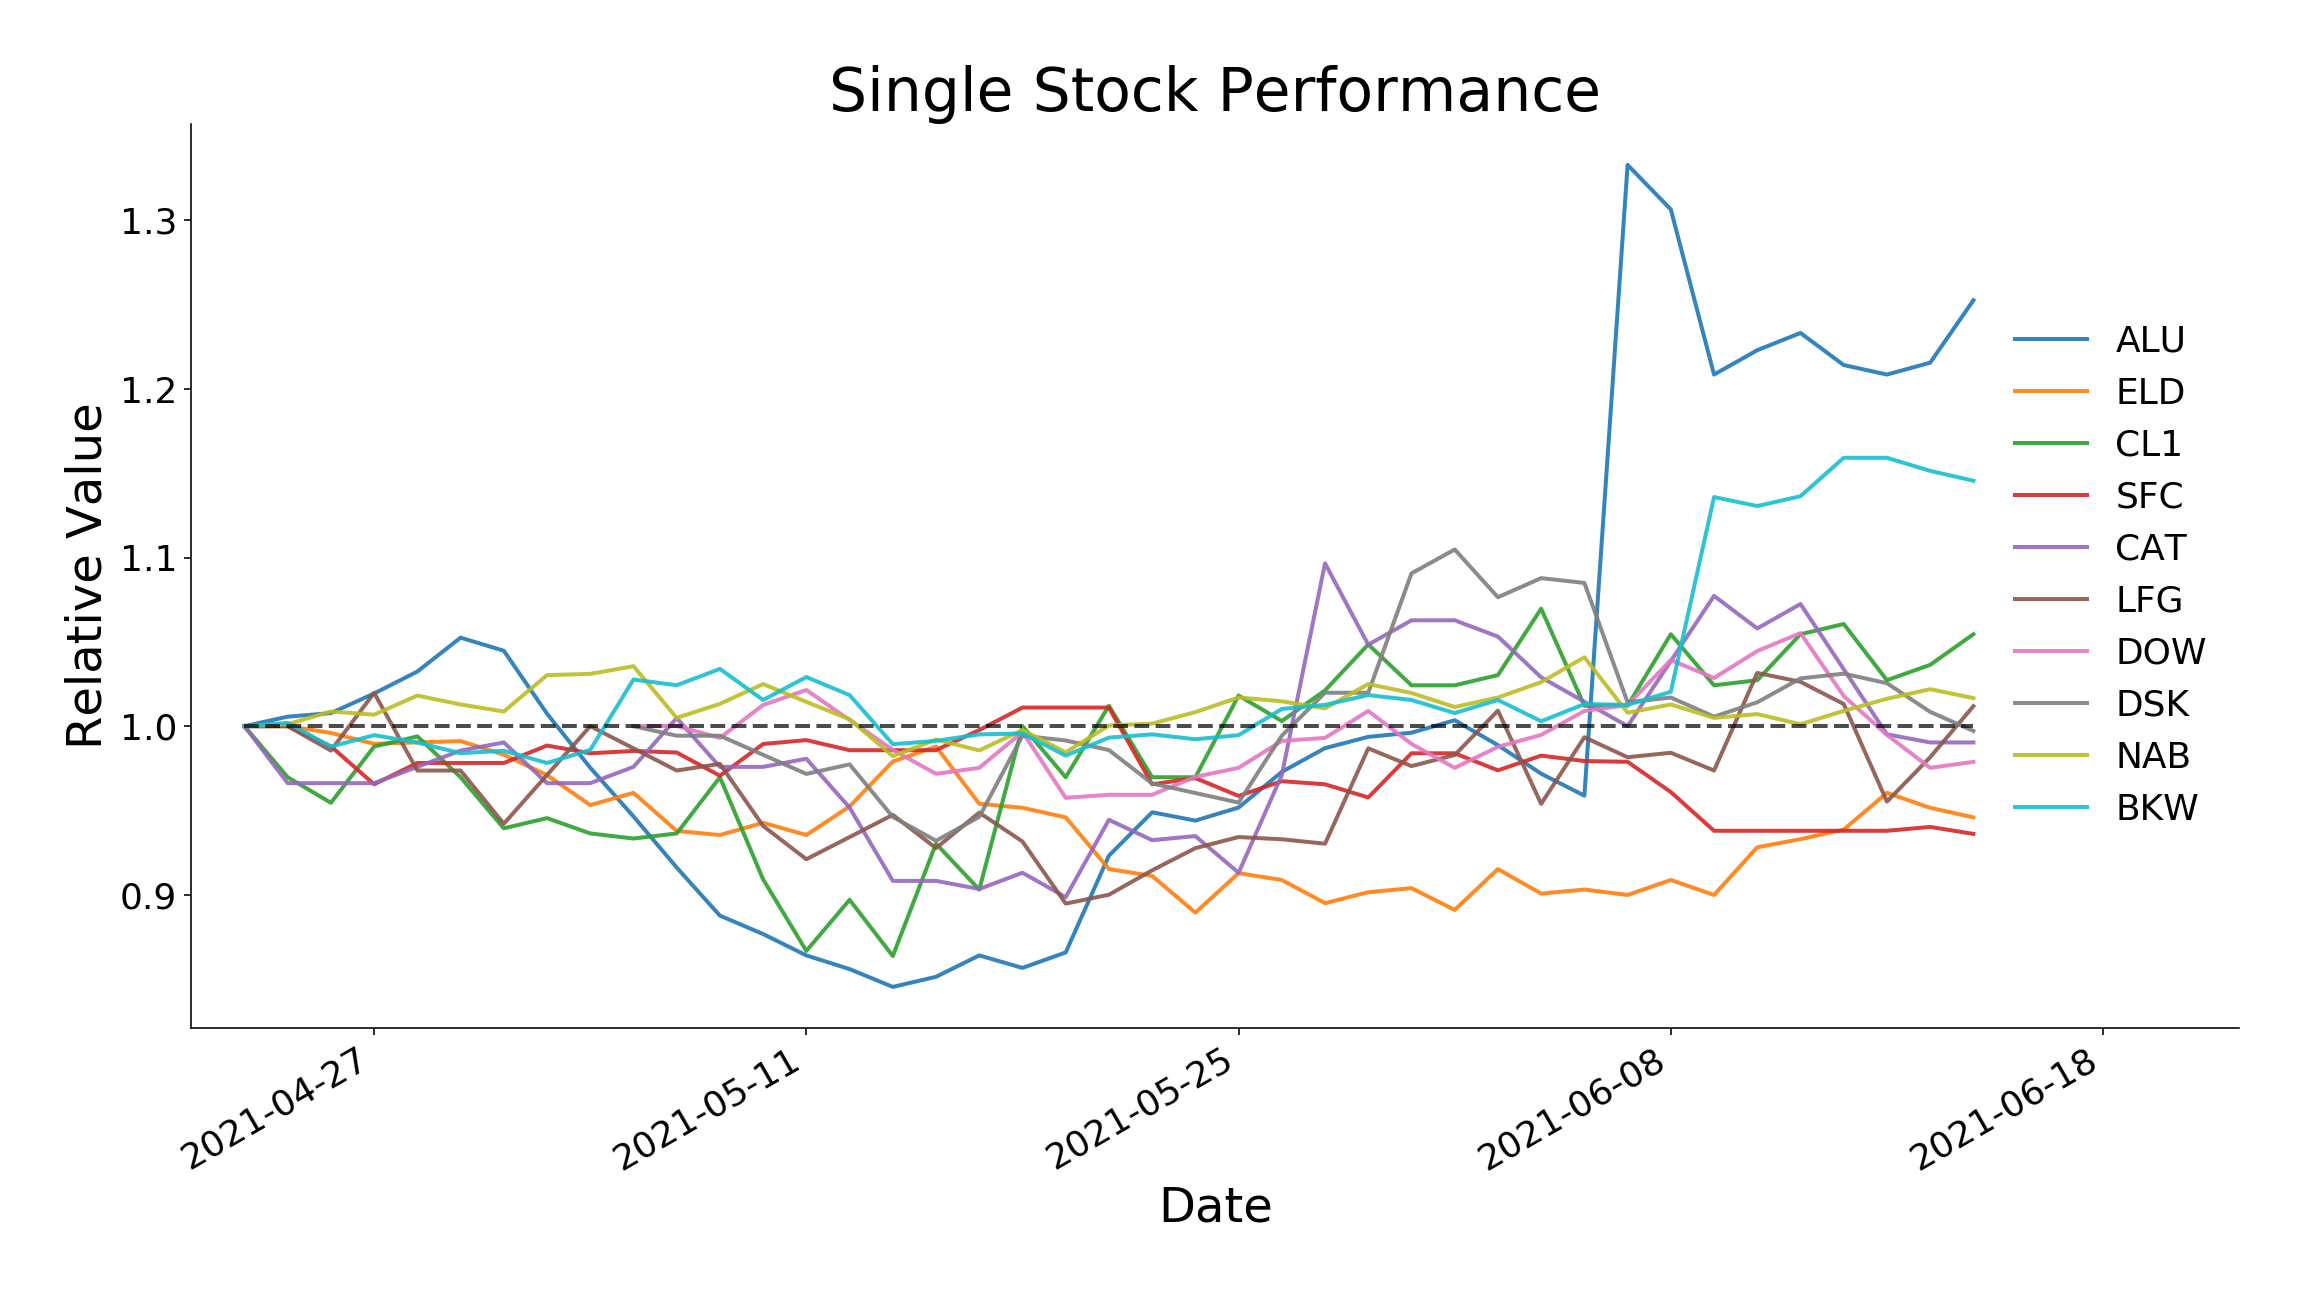 Single Stock Performance
Relative Value
1.3
1.2
1.1
1.0
0.9
ALU
ELD
CL1
SFC
CAT
LFG
DOW
DSK
NAB
BKW
2021-04-27
2021-05-11
2021-05-25
2021-06-08
2021-06-18
Date